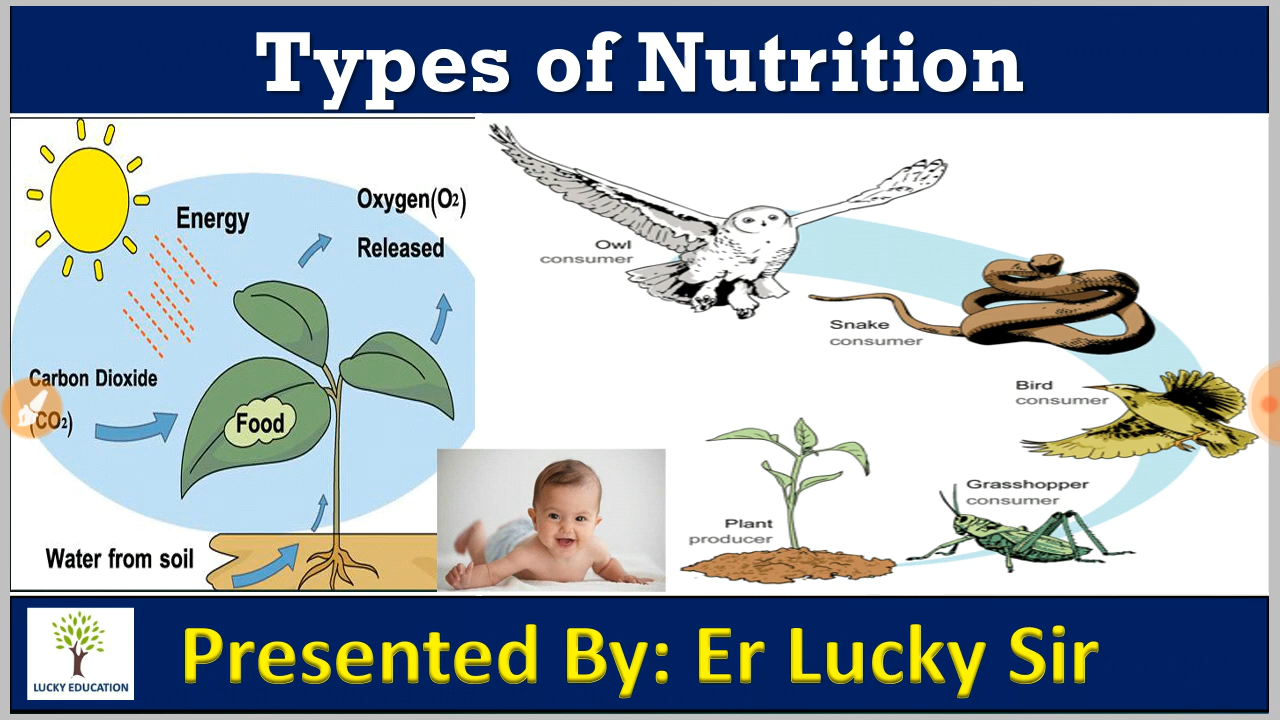 Types of Nutrition
Energy
Oxygen(O2)
Released
Carbon Dioxide
(CO2)
Food
Water from soil
Owl
consumer
Snake
consumer
Bird
consumer
Grasshopper
consumer
Plant
producer
LUCKY EDUCATION
Presented By: Er Lucky Sir